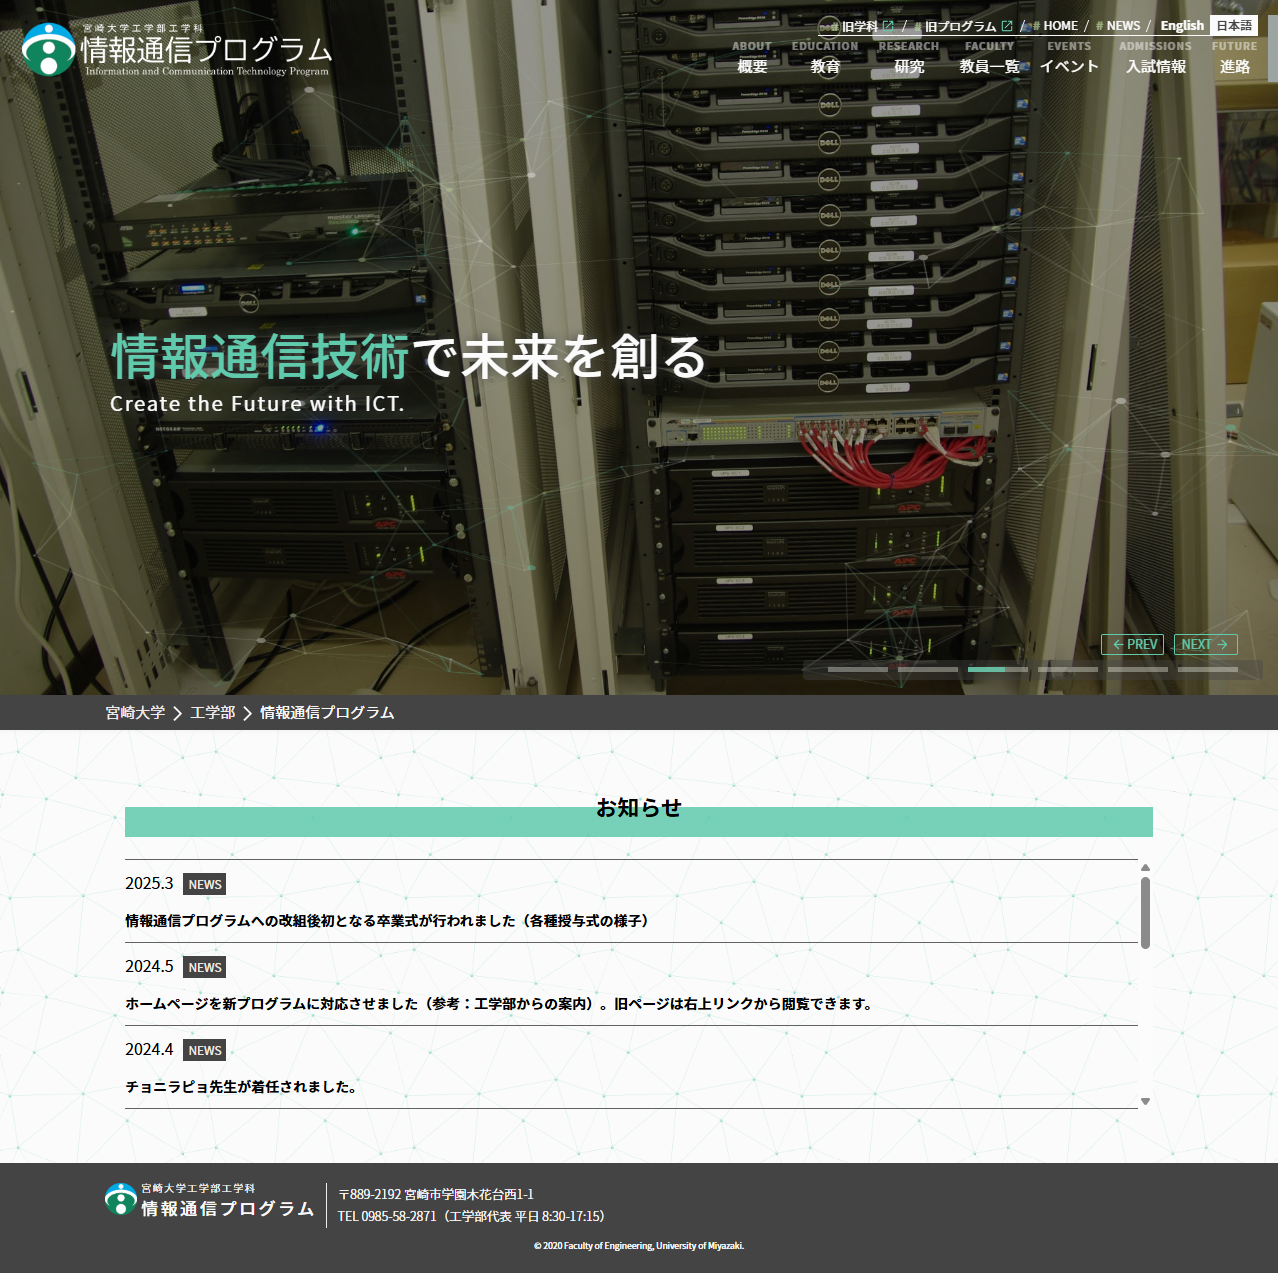 宮崎大学工学部工学科
情報通信プログラム
Information and Communication Technology Program
# 旧学科 / # 旧プログラム / # HOME / # NEWS / English 日本語
ABOUT EDUCATION RESEARCH FACULTY EVENTS ADMISSIONS FUTURE
概要 教育 研究 教員一覧 イベント 入試情報 進路
情報通信技術で未来を創る
Create the Future with ICT.
PREV NEXT
宮崎大学 工学部 情報通信プログラム
お知らせ
2025.3 NEWS
情報通信プログラムへの改組後初となる卒業式が行われました（各種授与式の様子）
2024.5 NEWS
ホームページを新プログラムに対応させました（参考：工学部からの案内）。旧ページは右上リンクから閲覧できます。
2024.4 NEWS
チョニラピョ先生が着任されました。
宮崎大学工学部工学科
情報通信プログラム
〒889-2192 宮崎市学園木花台西1-1
TEL 0985-58-2871（工学部代表 平日 8:30-17:15）
© 2020 Faculty of Engineering, University of Miyazaki.